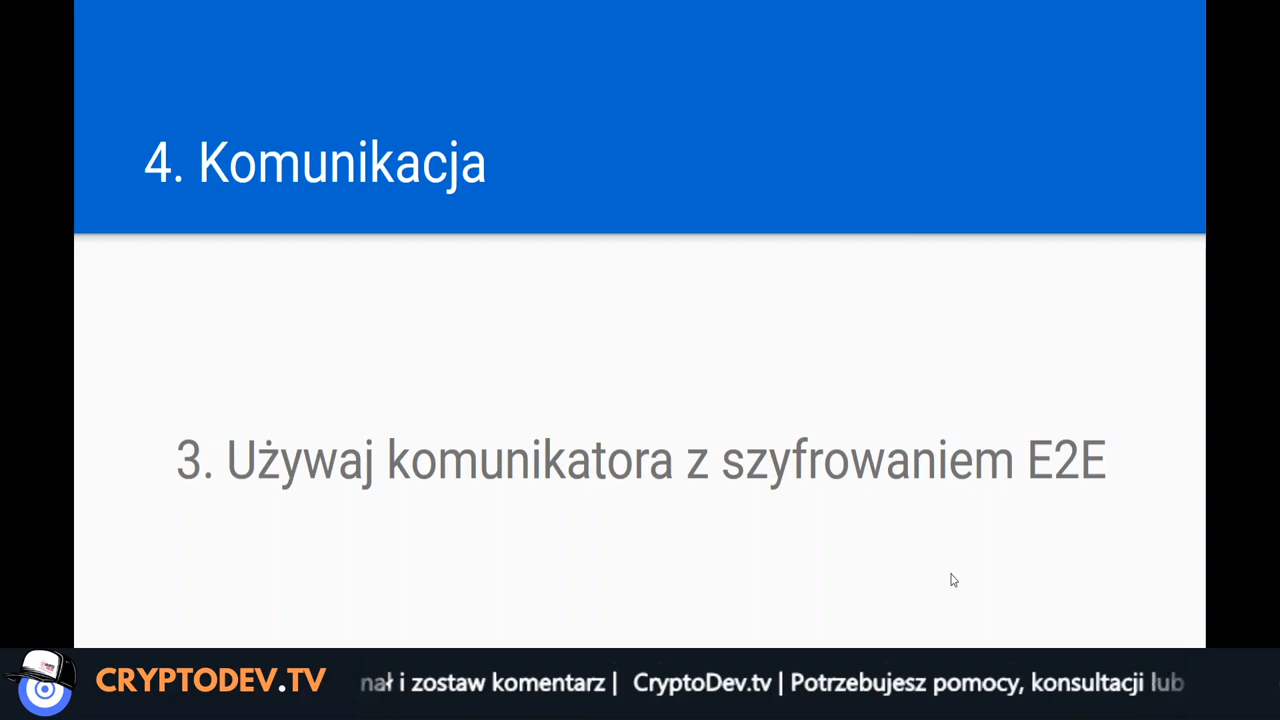 4. Komunikacja
3. Używaj komunikatora z szyfrowaniem E2E
CRYPTODEV.TV
nał i zostaw komentarz | CryptoDev.tv | Potrzebujesz pomocy, konsultacji lub